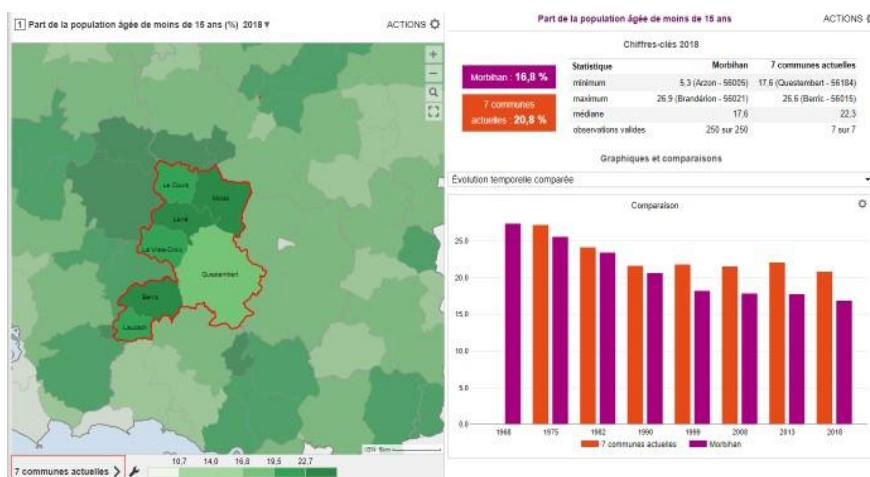 1 Part de la population âgée de moins de 15 ans (%) 2018
ACTIONS
Le Cours
Molac
Larré
La Vraie-Croix
Questembert
Berric
Lauzach
7 communes actuelles
10,7 14,0 16,8 19,5 22,7
Part de la population âgée de moins de 15 ans
ACTIONS
Chiffres-clés 2018
Morbihan : 16,8 %
7 communes
actuelles : 20,8 %
Statistique Morbihan 7 communes actuelles
minimum 5,3 (Arzon - 56005) 17,6 (Questembert - 56184)
maximum 26,9 (Brandérion - 56021) 26,6 (Berric - 56015)
médiane 17,6 22,3
observations valides 250 sur 250 7 sur 7
Graphiques et comparaisons
Évolution temporelle comparée
Comparaison
25.0
20.0
15.0
10.0
5.0
0.0
1968 1975 1982 1990 1999 2008 2013 2018
7 communes actuelles Morbihan